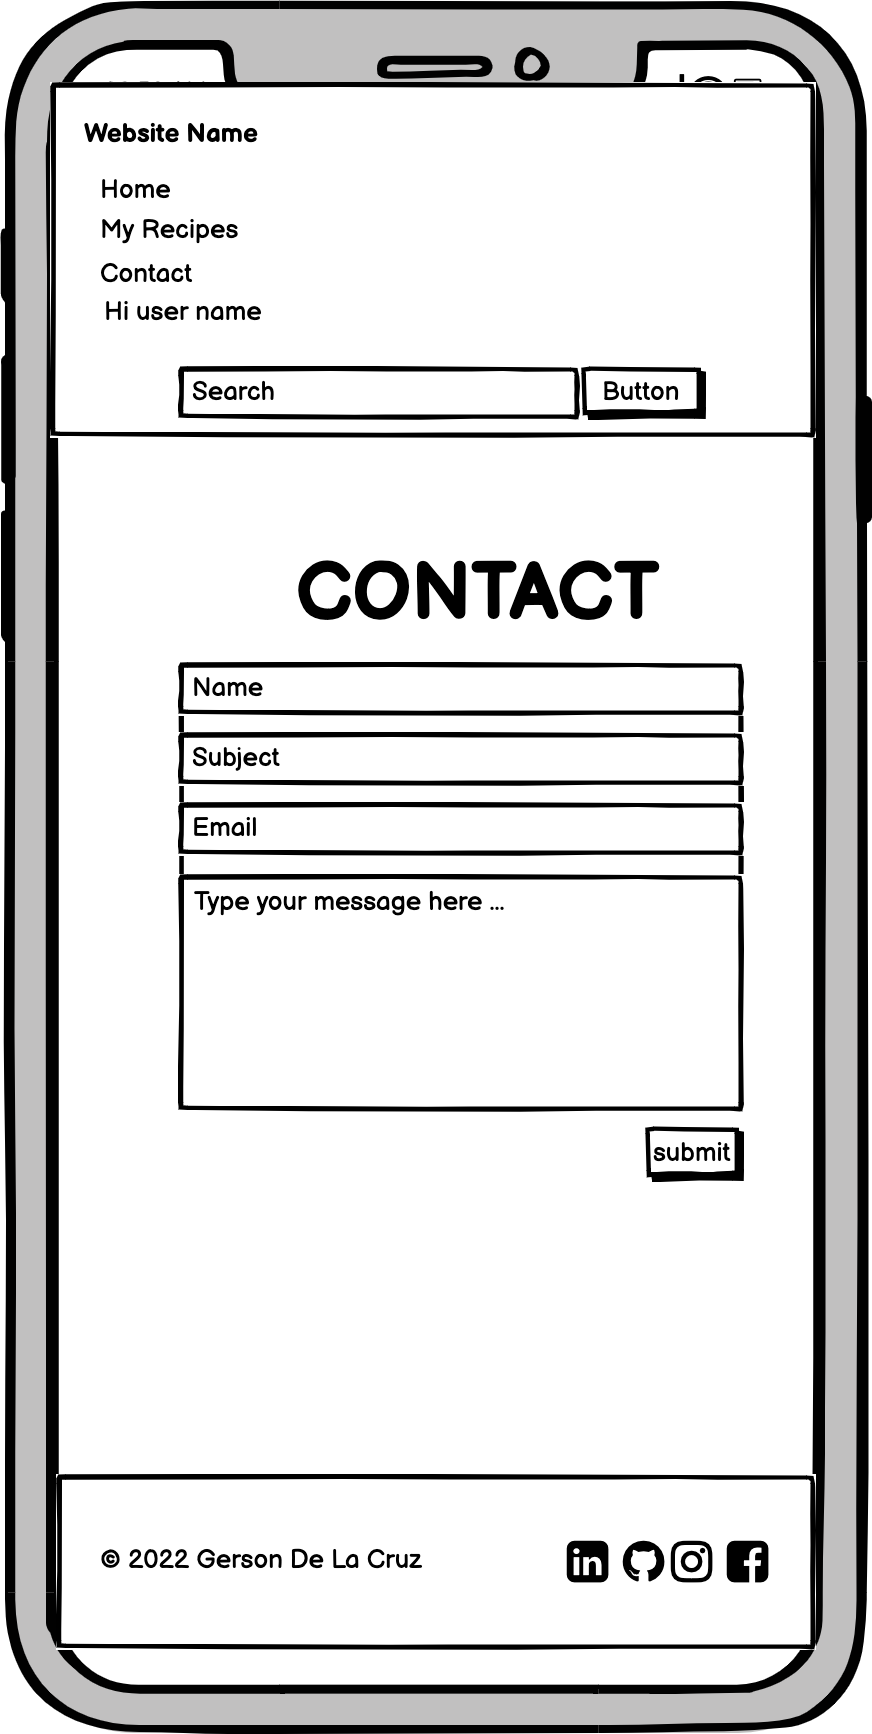 Website Name
Home
My Recipes
Contact
Hi user name
Search
Button
CONTACT
Name
Subject
Email
Type your message here ...
submit
© 2022 Gerson De La Cruz
in
f